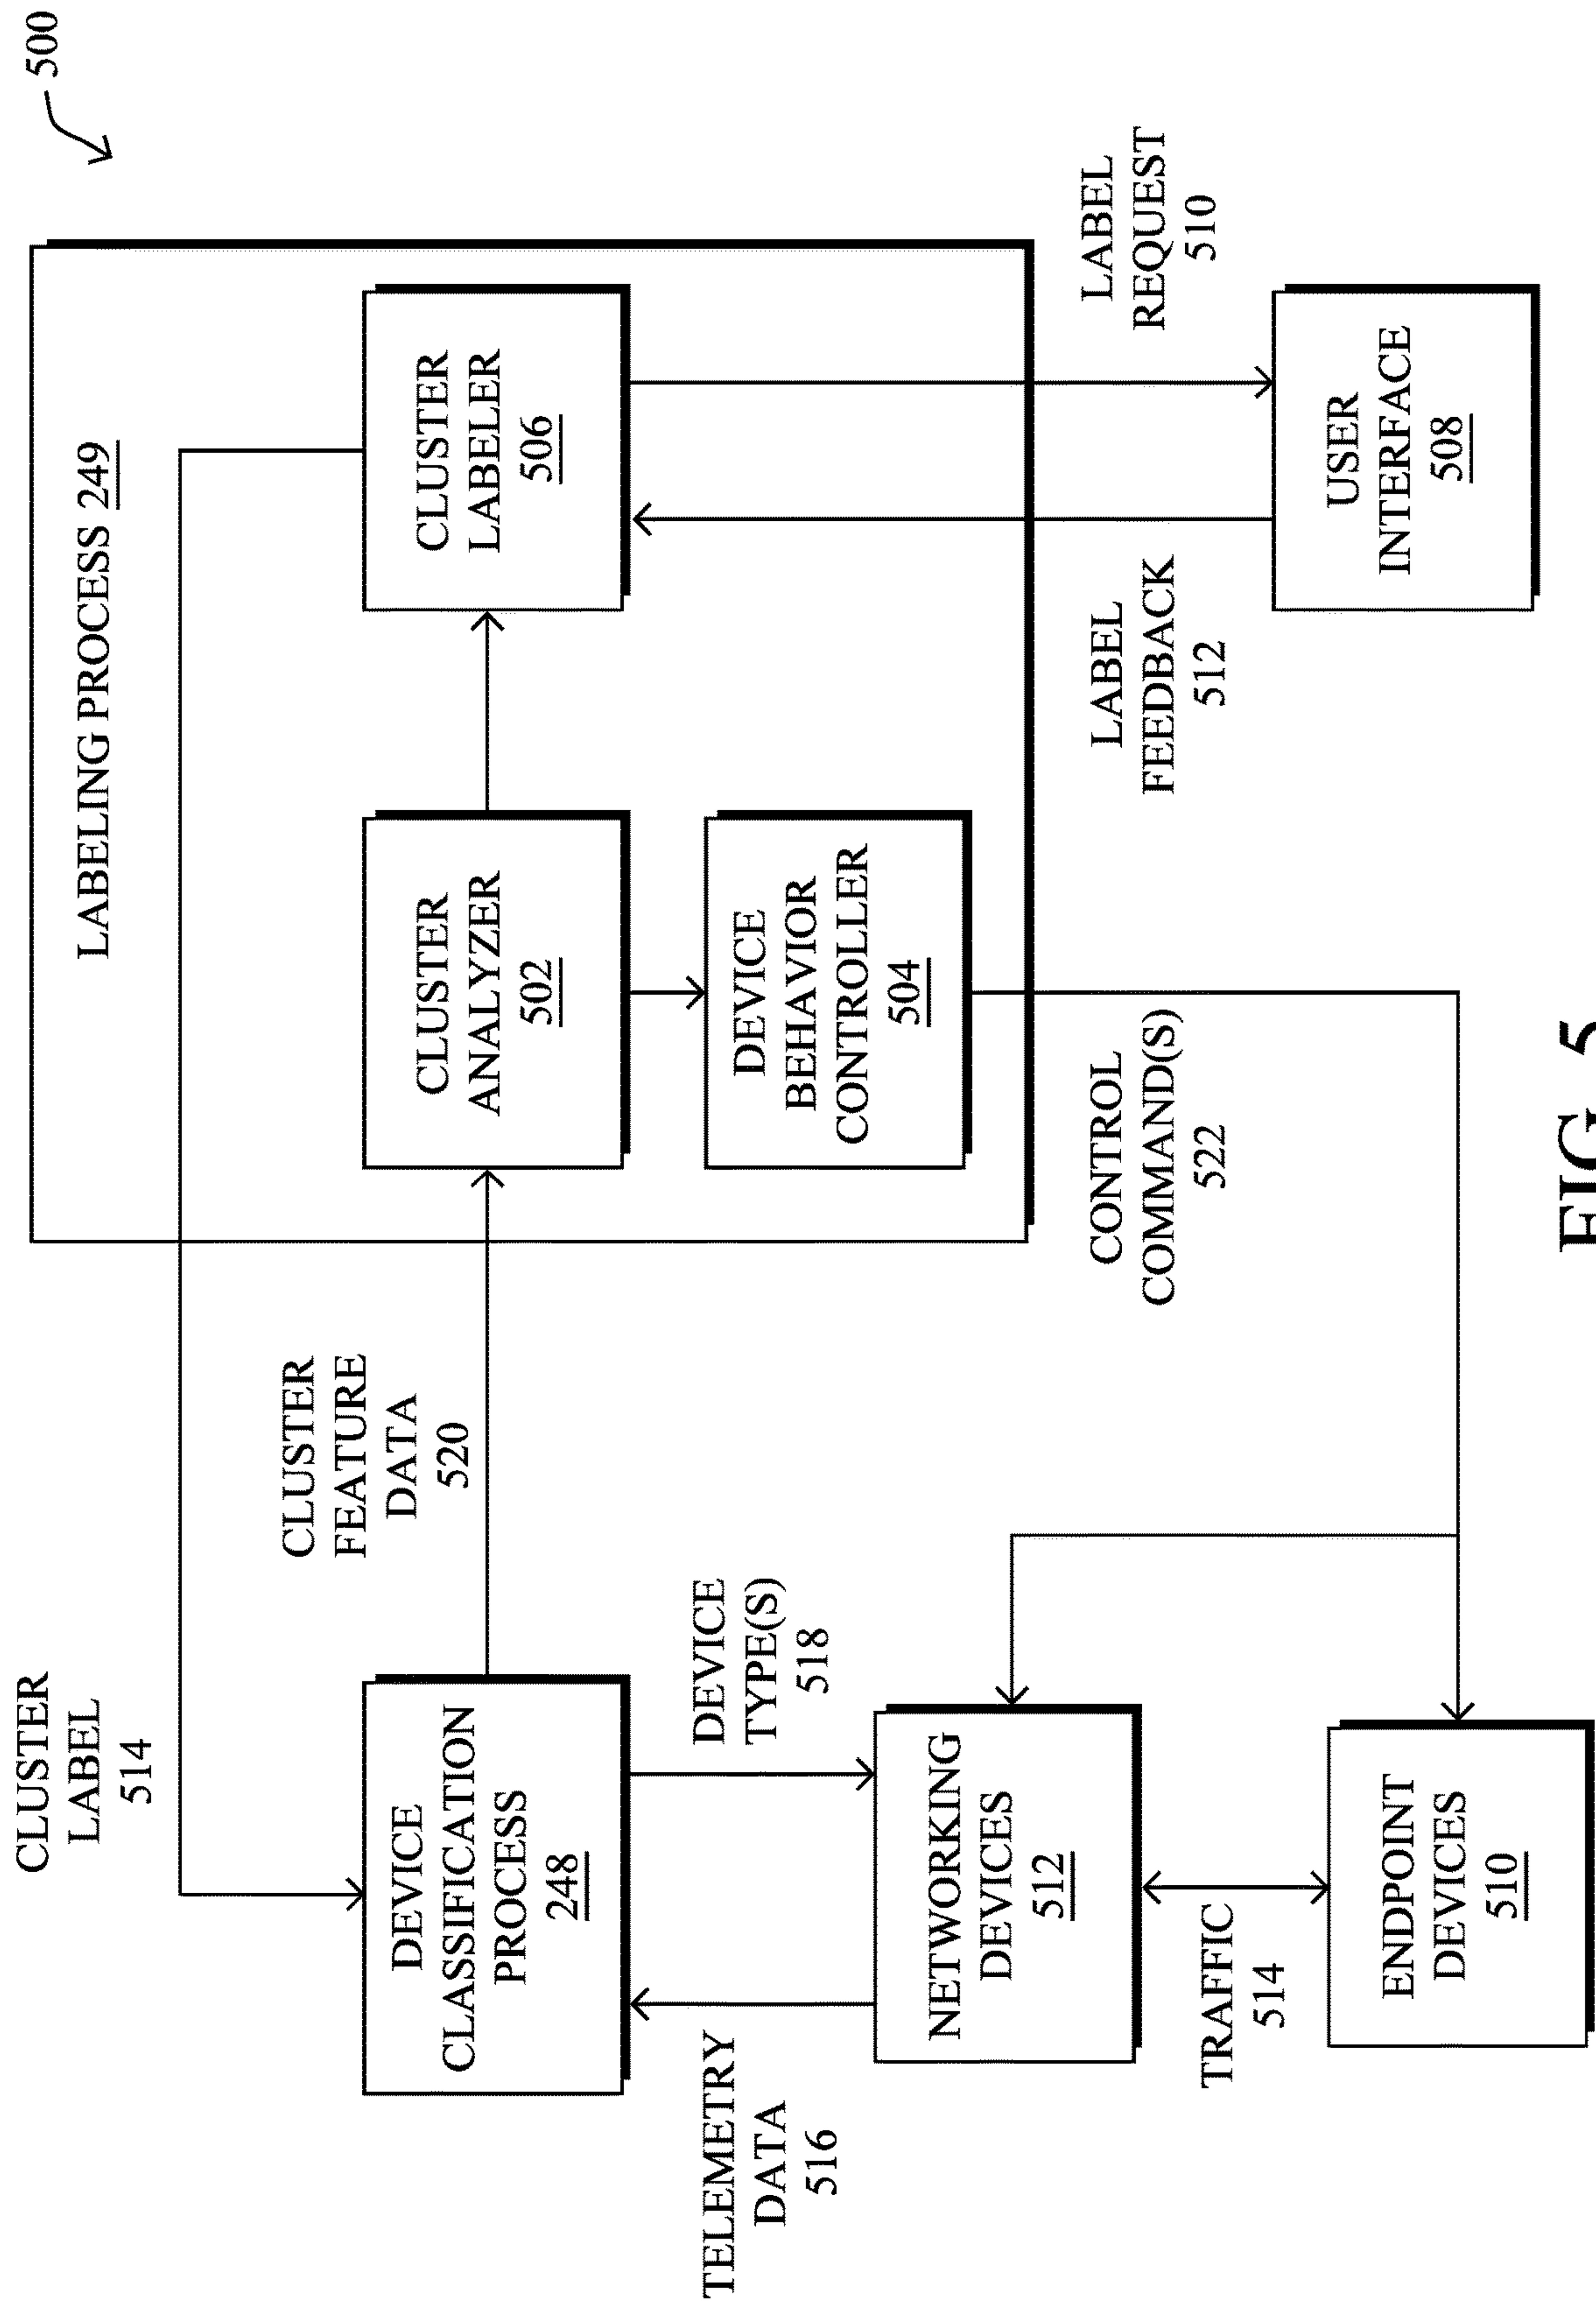 500
CLUSTER
LABEL
514
LABELING PROCESS 249
CLUSTER
FEATURE
DATA
520
DEVICE
CLASSIFICATION
PROCESS
248
CLUSTER
ANALYZER
502
CLUSTER
LABELER
506
TELEMETRY
DATA
516
DEVICE
TYPE(S)
518
DEVICE
BEHAVIOR
CONTROLLER
504
NETWORKING
DEVICES
512
CONTROL
COMMAND(S)
522
LABEL
FEEDBACK
512
LABEL
REQUEST
510
TRAFFIC
514
ENDPOINT
DEVICES
510
USER
INTERFACE
508
FIG. 5